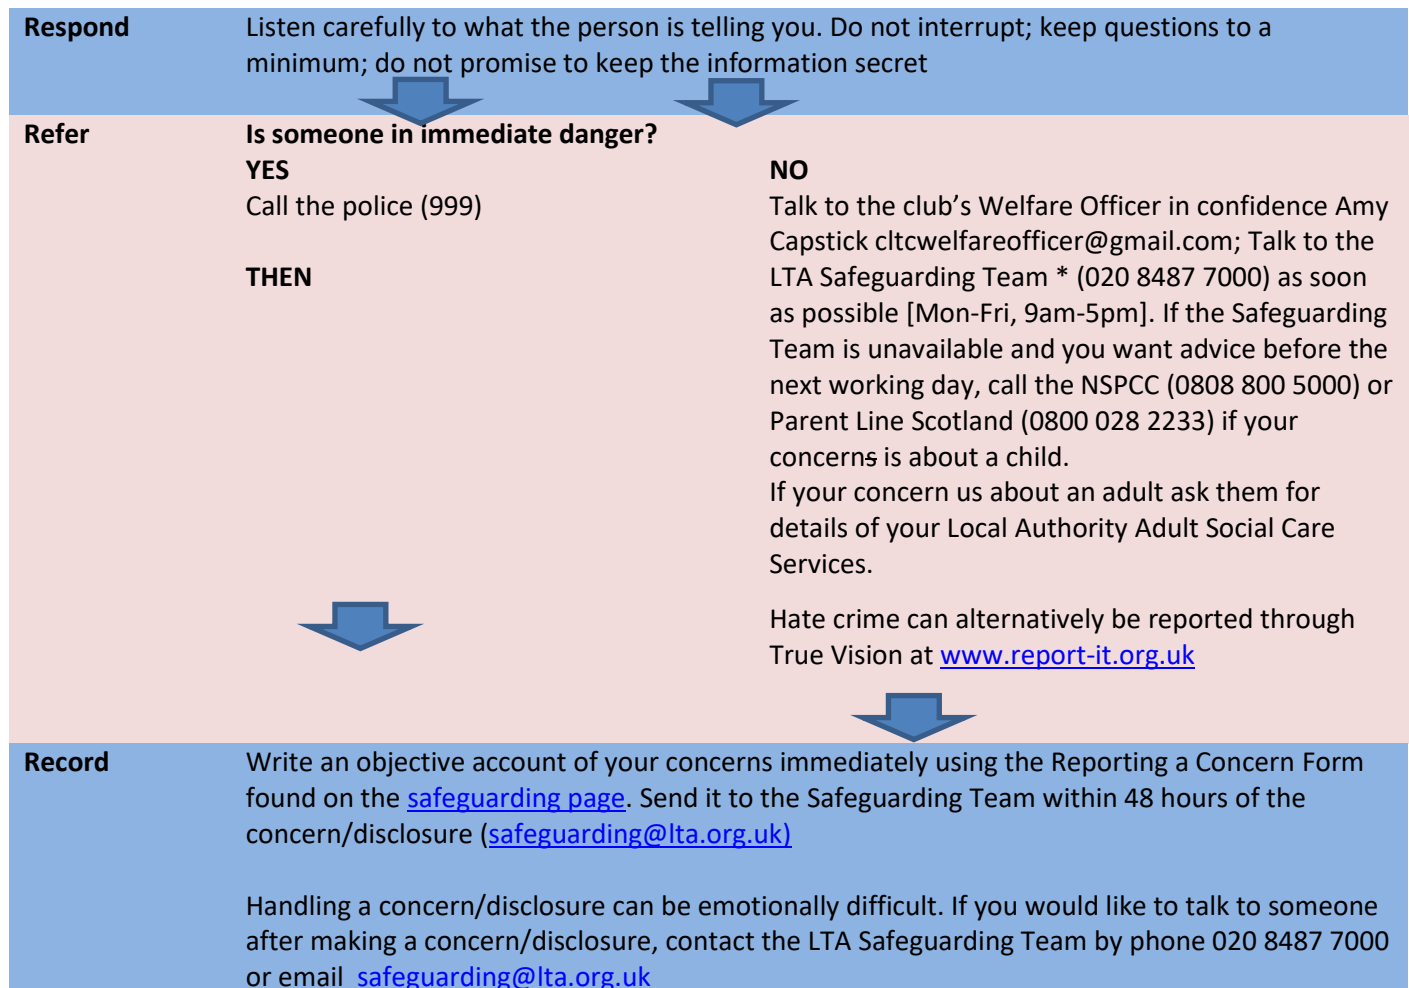 Respond
Listen carefully to what the person is telling you. Do not interrupt; keep questions to a
minimum; do not promise to keep the information secret
Refer
Is someone in immediate danger?
YES
Call the police (999)
THEN
NO
Talk to the club’s Welfare Officer in confidence Amy
Capstick cltcwelfareofficer@gmail.com; Talk to the
LTA Safeguarding Team * (020 8487 7000) as soon
as possible [Mon-Fri, 9am-5pm]. If the Safeguarding
Team is unavailable and you want advice before the
next working day, call the NSPCC (0808 800 5000) or
Parent Line Scotland (0800 028 2233) if your
concerns is about a child.
If your concern us about an adult ask them for
details of your Local Authority Adult Social Care
Services.
Hate crime can alternatively be reported through
True Vision at www.report-it.org.uk
Record
Write an objective account of your concerns immediately using the Reporting a Concern Form
found on the safeguarding page. Send it to the Safeguarding Team within 48 hours of the
concern/disclosure (safeguarding@lta.org.uk)
Handling a concern/disclosure can be emotionally difficult. If you would like to talk to someone
after making a concern/disclosure, contact the LTA Safeguarding Team by phone 020 8487 7000
or email safeguarding@lta.org.uk